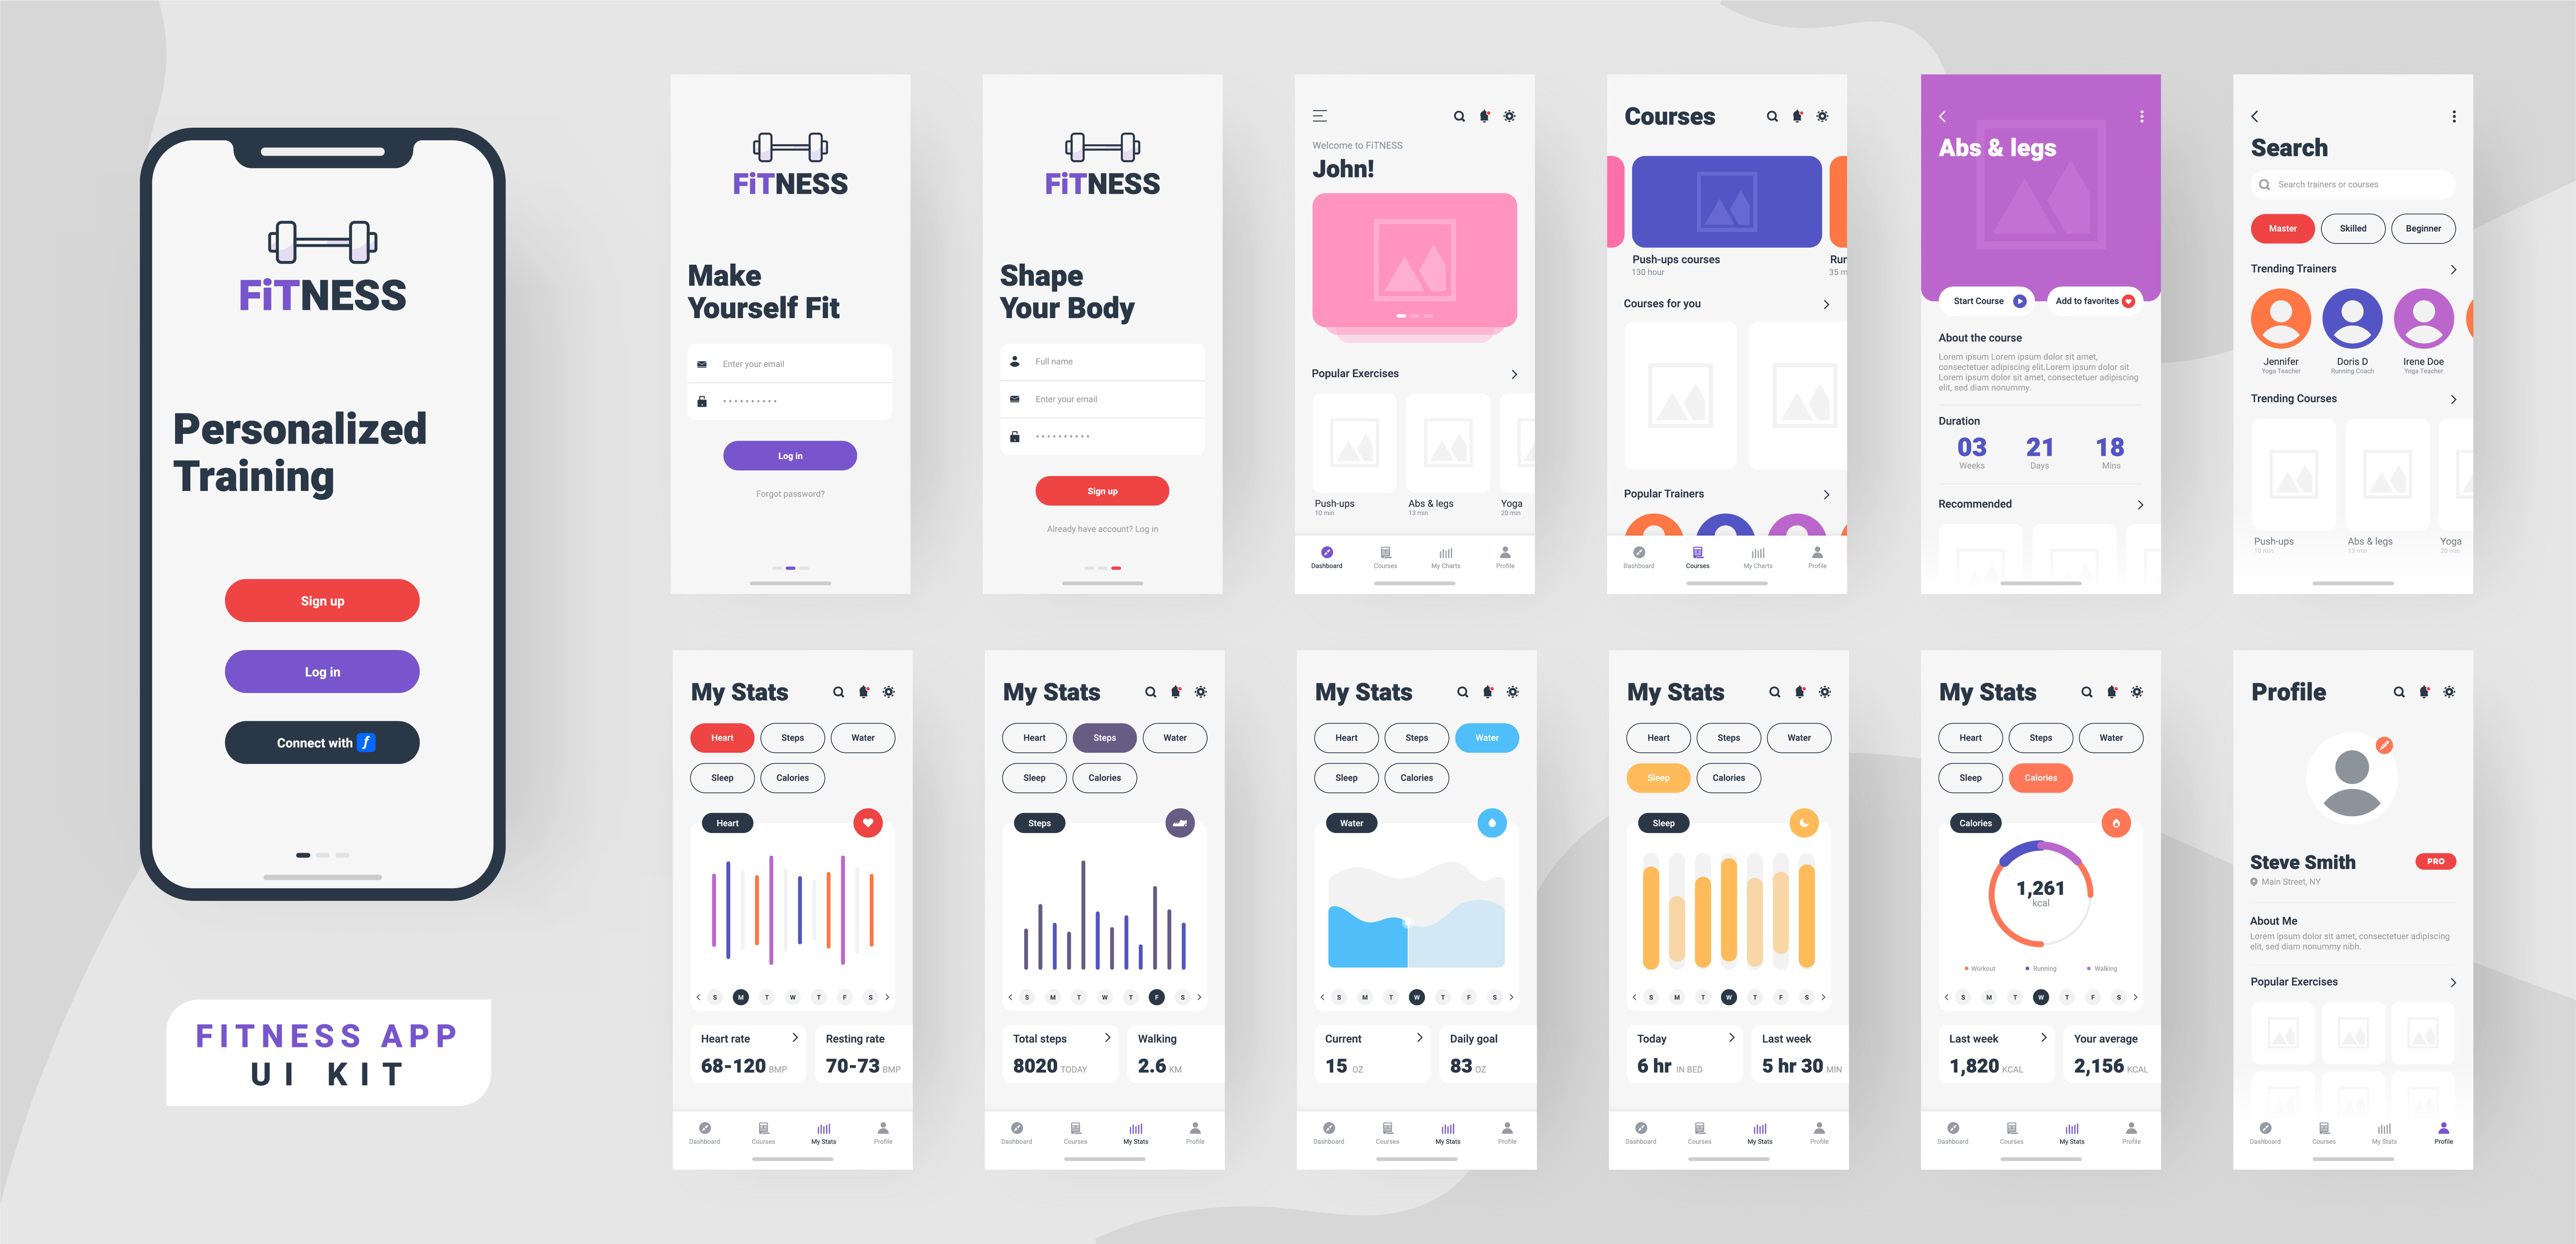 FiTNESS
Personalized
Training
Sign up
Log in
Connect with f
FITNESS APP
UI KIT
FiTNESS
Make
Yourself Fit
Enter your email
Log in
Forgot password?
FiTNESS
Shape
Your Body
Full name
Enter your email
Sign up
Already have account? Log in
Welcome to FiTNESS
John!
Popular Exercises
Push-ups Abs & legs Yoga
10 min 13 min 20 min
Dashboard Courses My Charts Profile
Courses
Push-ups courses Run
130 hour 35 m
Courses for you
Popular Trainers
Dashboard Courses My Charts Profile
Abs & legs
Start Course Add to favorites
About the course
Lorem ipsum Lorem ipsum dolor sit amet,
consectetuer adipiscing elit.Lorem ipsum dolor sit
Lorem ipsum dolor sit amet, consectetuer adipiscing
elit, sed diam nonummy.
Duration
03 21 18
Weeks Days Mins
Recommended
Search
Search trainers or courses
Master Skilled Beginner
Trending Trainers
Jennifer Doris D Irene Doe
Yoga Teacher Running Coach Yoga Teacher
Trending Courses
Push-ups Abs & legs Yoga
10 min 13 min 20 min
My Stats
Heart Steps Water
Sleep Calories
Heart
S M T W T F S
Heart rate Resting rate
68-120 BMP 70-73 BMP
Dashboard Courses My Stats Profile
My Stats
Heart Steps Water
Sleep Calories
Steps
S M T W T F S
Total steps Walking
8020 TODAY 2.6 KM
Dashboard Courses My Stats Profile
My Stats
Heart Steps Water
Sleep Calories
Water
S M T W T F S
Current Daily goal
15 OZ 83 OZ
Dashboard Courses My Stats Profile
My Stats
Heart Steps Water
Sleep Calories
Sleep
S M T W T F S
Today Last week
6 hr IN BED 5 hr 30 MIN
Dashboard Courses My Stats Profile
My Stats
Heart Steps Water
Sleep Calories
Calories
1,261
kcal
Workout Running Walking
S M T W T F S
Last week Your average
1,820 KCAL 2,156 KCAL
Dashboard Courses My Stats Profile
Profile
Steve Smith PRO
Main Street, NY
About Me
Lorem ipsum dolor sit amet, consectetuer adipiscing
elit, sed diam nonummy nibh.
Popular Exercises
Dashboard Courses My Stats Profile